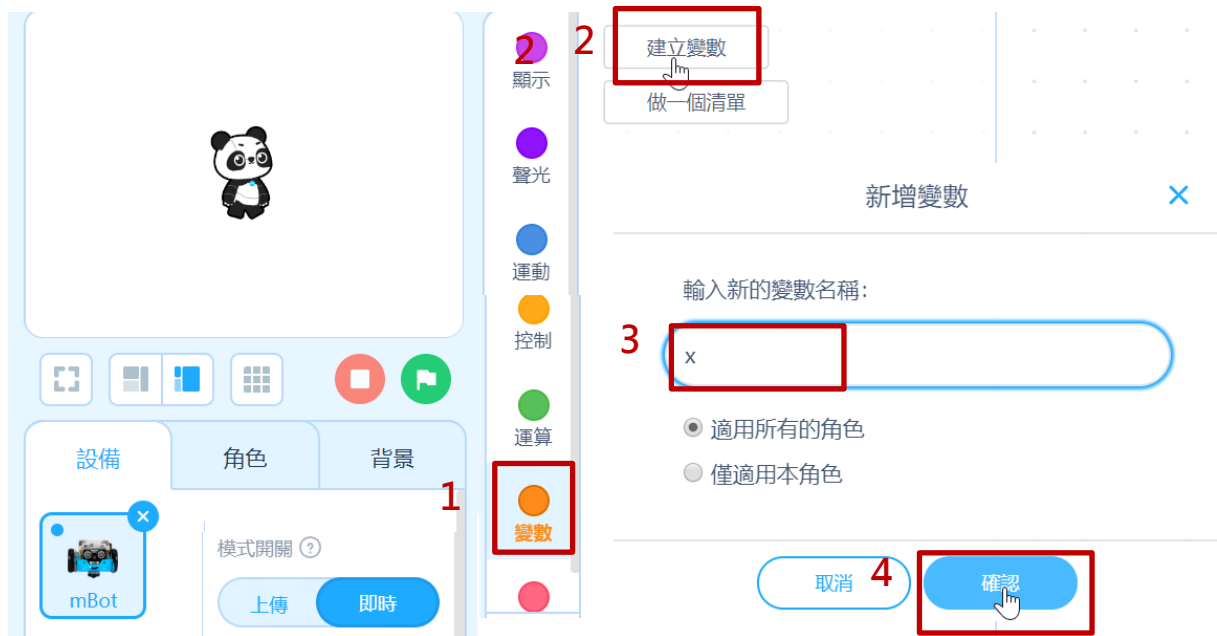 2
顯示
聲光
運動
控制
運算
1
變數
設備
角色
背景
mBot
模式開關 ?
上傳
即時
2
建立變數
做一個清單
新增變數
輸入新的變數名稱:
3
x
適用所有的角色
僅適用本角色
取消
4
確認